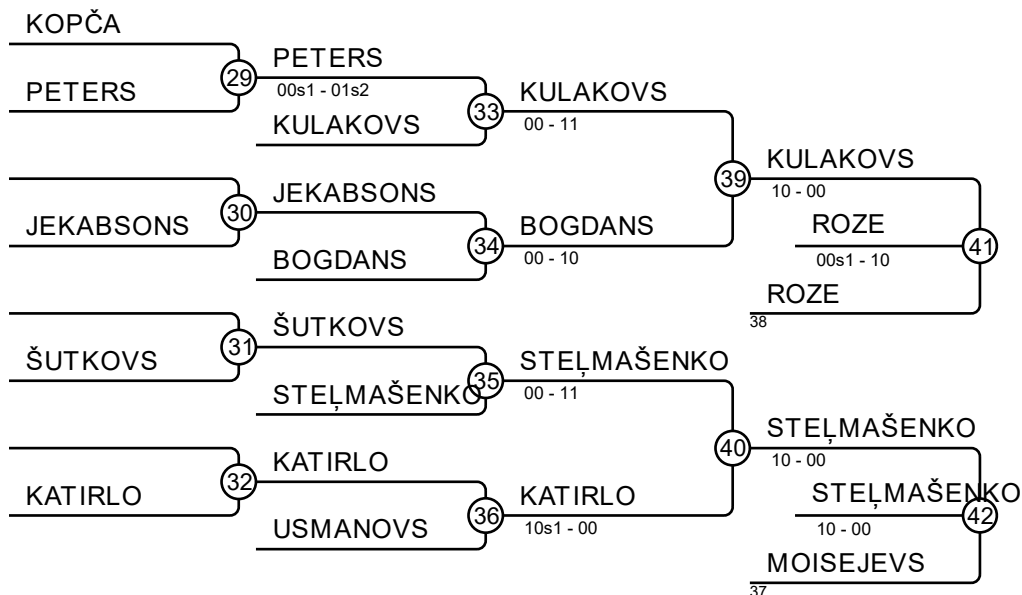 KOPČA
PETERS
29
PETERS
00s1 - 01s2
KULAKOVS
33
KULAKOVS
00 - 11
JEKABSONS
30
JEKABSONS
BOGDANS
34
BOGDANS
00 - 10
39
KULAKOVS
10 - 00
ROZE
00s1 - 10
41
ROZE
38
ŠUTKOVS
31
ŠUTKOVS
STEĻMAŠENKO
35
STEĻMAŠENKO
00 - 11
KATIRLO
32
KATIRLO
USMANOVS
36
KATIRLO
10s1 - 00
40
STEĻMAŠENKO
10 - 00
STEĻMAŠENKO
10 - 00
42
MOISEJEVS
37